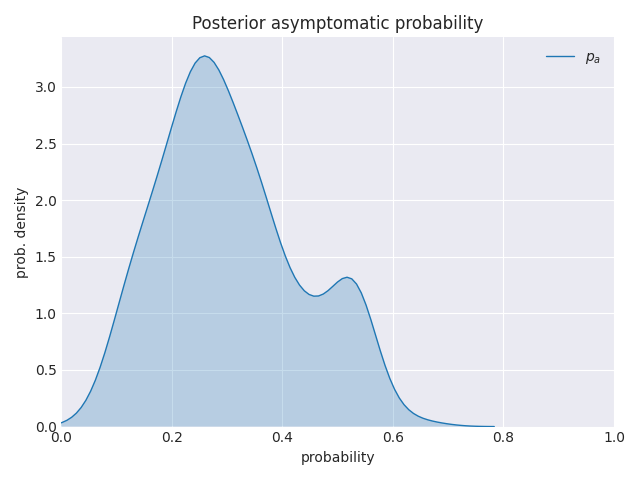 Posterior asymptomatic probability
pₐ
prob. density
3.0
2.5
2.0
1.5
1.0
0.5
0.0
0.0 0.2 0.4 0.6 0.8 1.0
probability